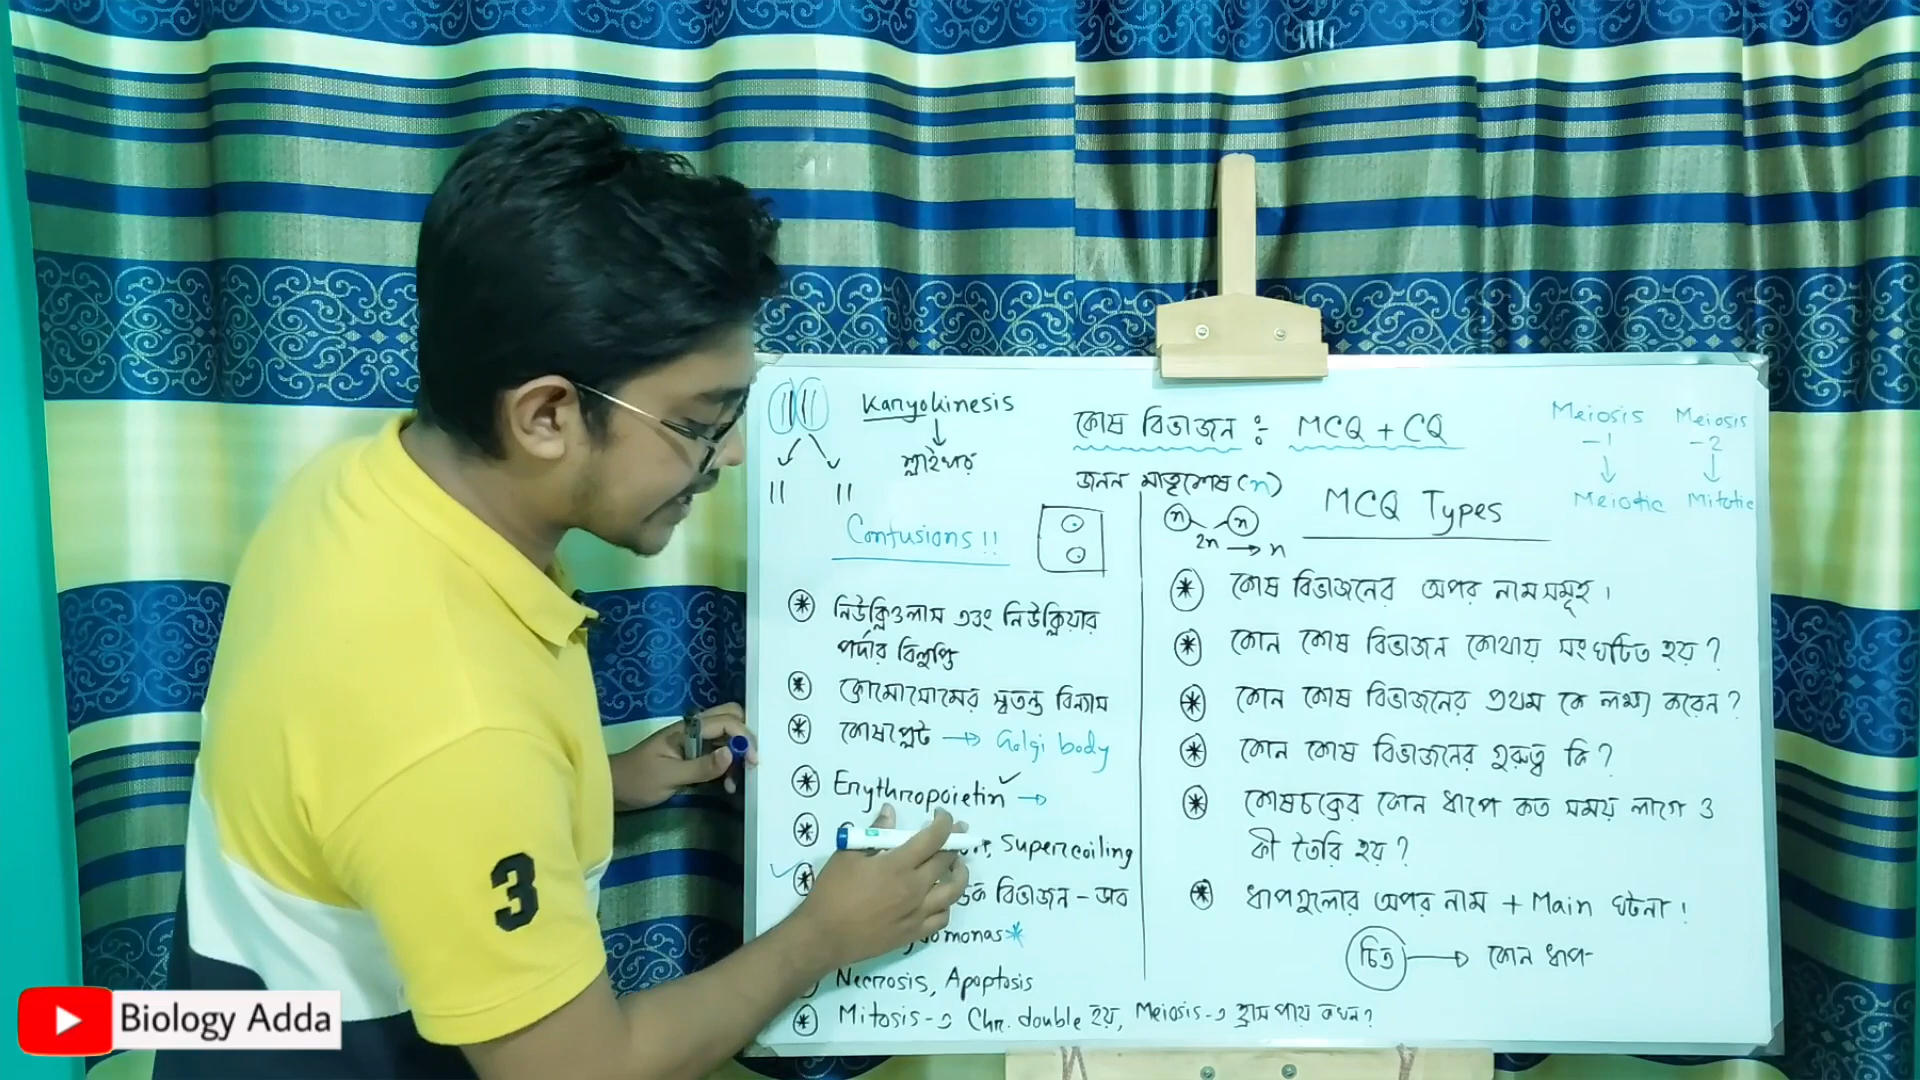 Karyokinesis
কোষ বিভাজন : MCQ + CQ
Meiosis -1
Meiotic
Meiosis -2
Mitotic
জনন মাতৃকোষ (n)
n n
2n → n
MCQ Types
Confusions !!
* নিউক্লিওলাস এবং নিউক্লিয়ার
পর্দার বিলুপ্তি
* ক্রোমোসোমের স্বতন্ত্র বিন্যাস
* কোষপ্লেট → Golgi body
* Erythropoietin ✓ →
* Supercoiling
* বিভাজন -
monas*
Necrosis, Apoptosis
* Mitosis-এ Chr. double হয়, Meiosis-এ হ্রাস পায় কখন?
* কোষ বিভাজনের অপর নামসমূহ।
* কোন কোষ বিভাজন কোথায় সংঘটিত হয়?
* কোন কোষ বিভাজনের প্রথম কে লক্ষ্য করেন?
* কোন কোষ বিভাজনের গুরুত্ব কি?
* কোষচক্রের কোন ধাপে কত সময় লাগে ও
কী তৈরি হয়?
* ধাপগুলোর অপর নাম + Main ঘটনা!
চিত্র → কোন ধাপ
3
Biology Adda